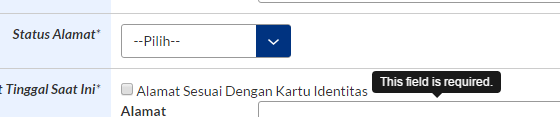 Status Alamat*
--Pilih--
This field is required.
Tinggal Saat Ini*
Alamat Sesuai Dengan Kartu Identitas
Alamat